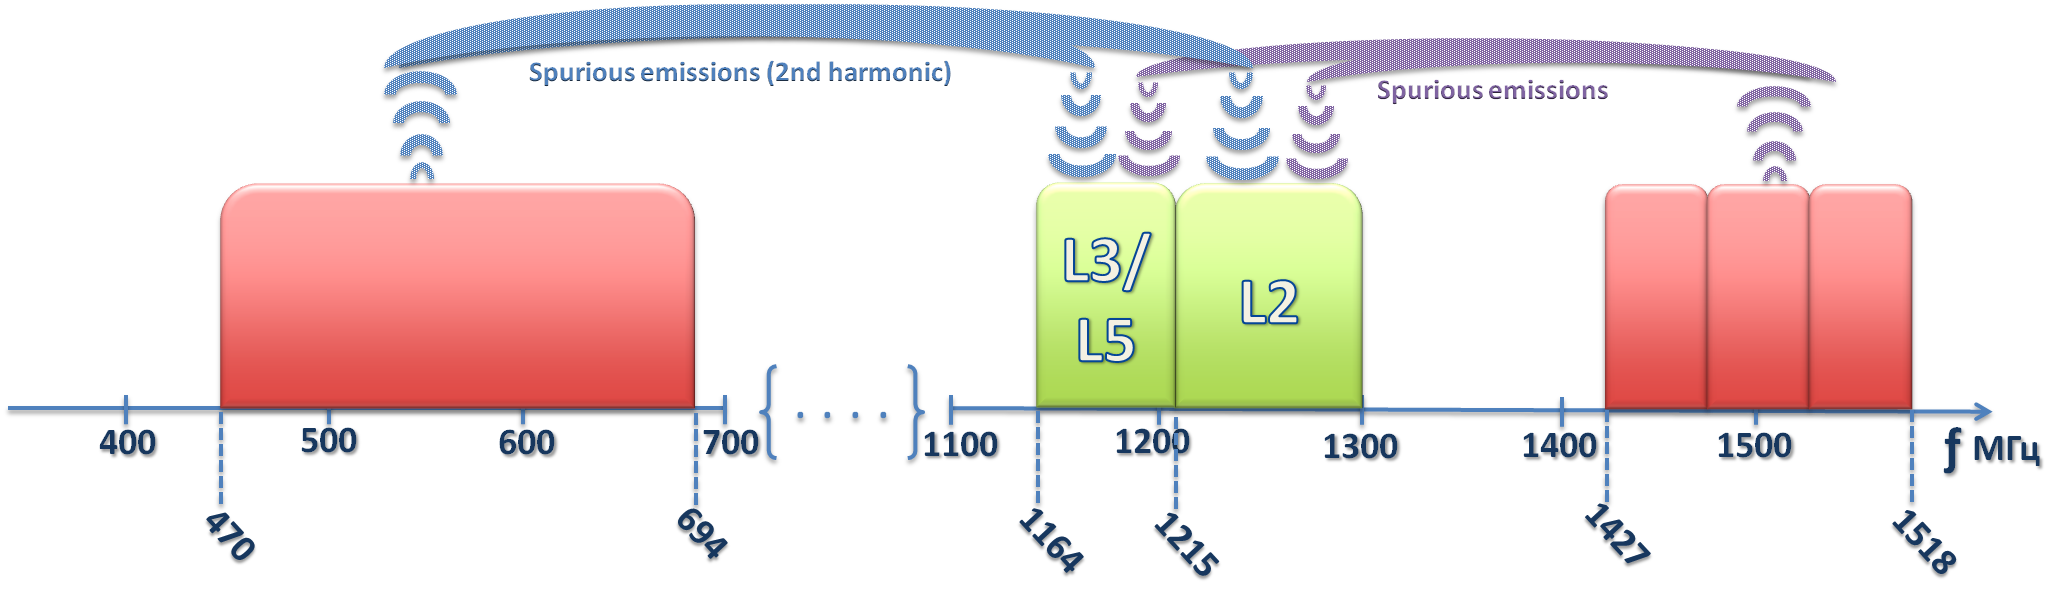 Spurious emissions (2nd harmonic)
Spurious emissions
L3/
L5
L2
400
500
600
700
{ . . . . }
1100
1200
1300
1400
1500
ƒ МГц
470
694
1164
1215
1427
1518